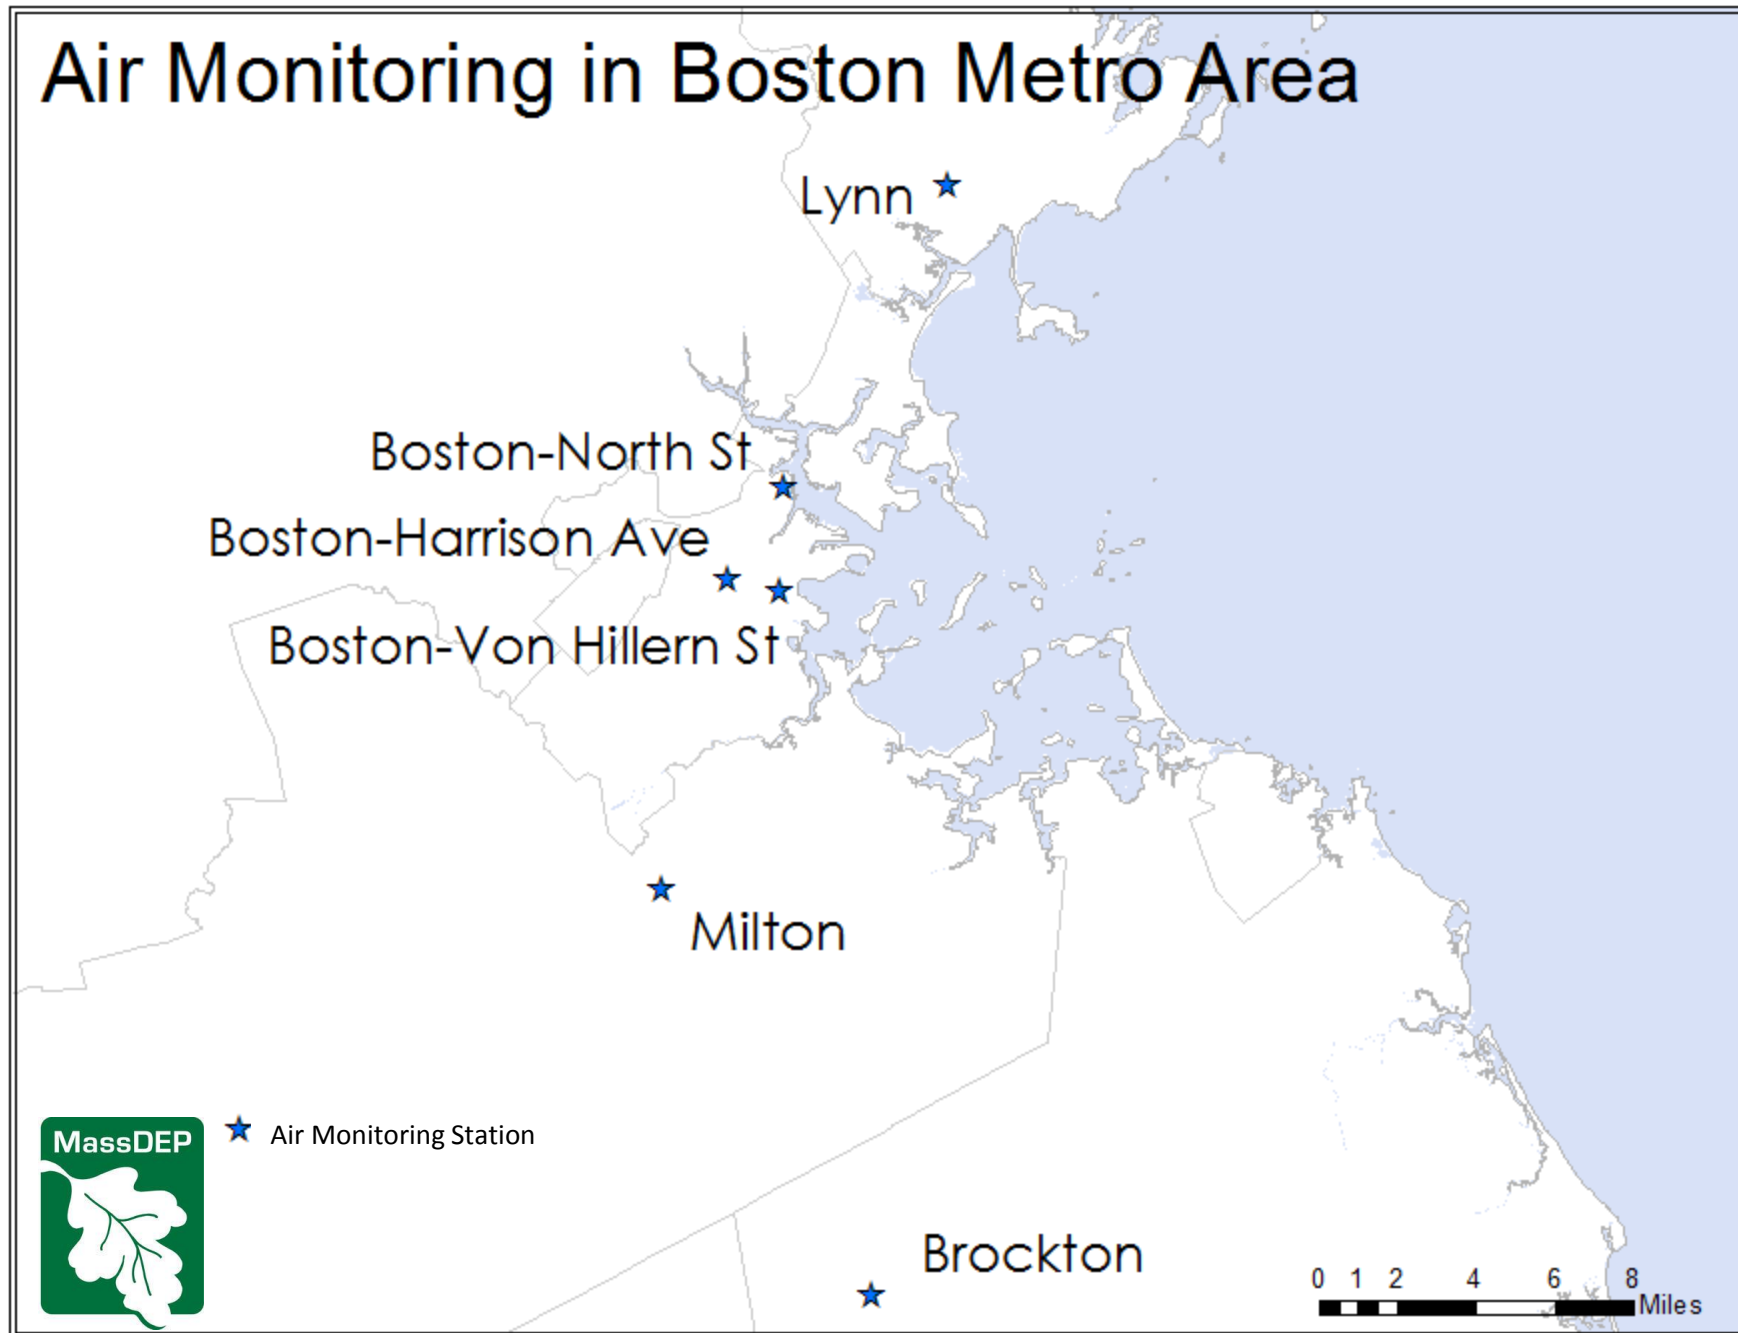 Air Monitoring in Boston Metro Area
Lynn
Boston-North St
Boston-Harrison Ave
Boston-Von Hillern St
Milton
MassDEP
Air Monitoring Station
Brockton
0 1 2 4 6 8
Miles